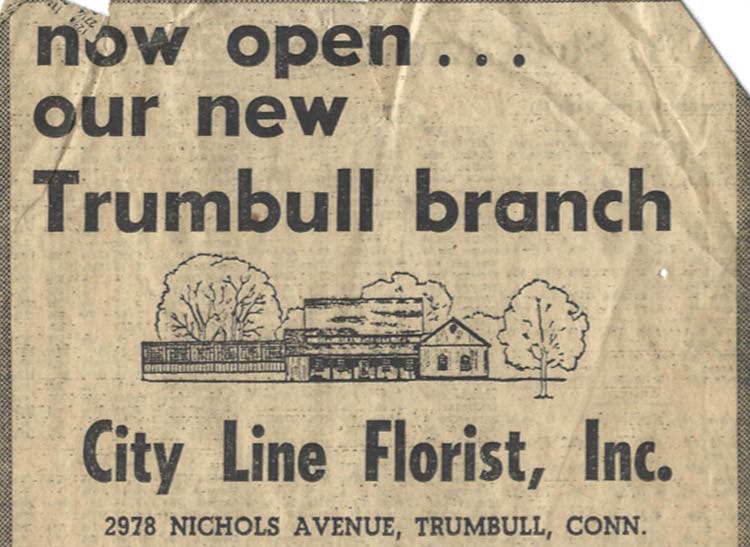 now open...
our new
Trumbull branch
City Line Florist, Inc.
2978 NICHOLS AVENUE, TRUMBULL, CONN.